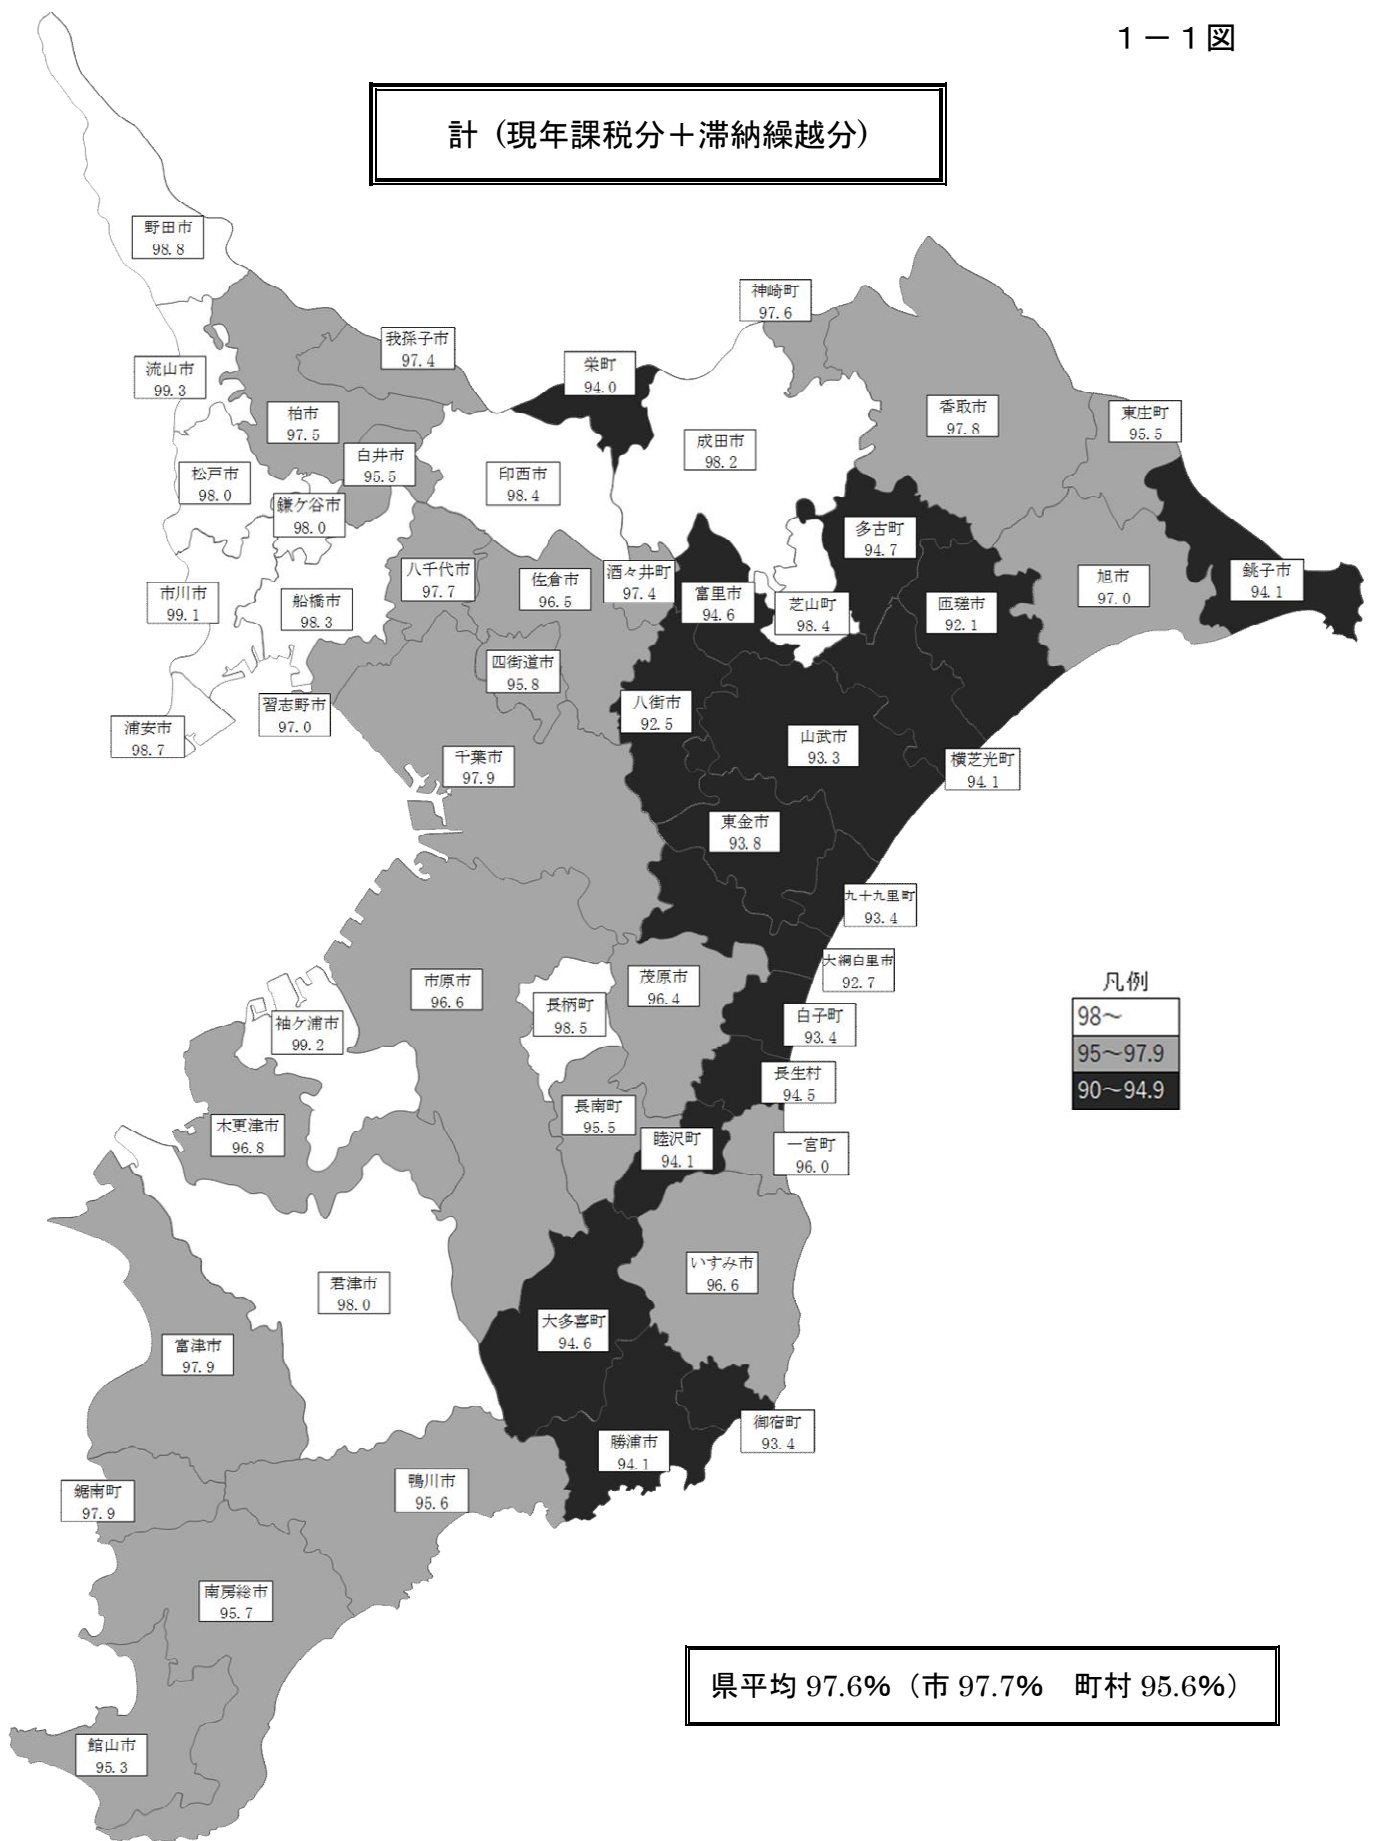 1－1図
計 (現年課税分＋滞納繰越分)
野田市
98.8
神崎町
97.6
我孫子市
97.4
栄町
94.0
流山市
99.3
柏市
97.5
香取市
97.8
東庄町
95.5
成田市
98.2
白井市
95.5
松戸市
98.0
印西市
98.4
鎌ケ谷市
98.0
多古町
94.7
八千代市
97.7
佐倉市
96.5
酒々井町
97.4
富里市
94.6
芝山町
98.4
匝瑳市
92.1
旭市
97.0
銚子市
94.1
市川市
99.1
船橋市
98.3
四街道市
95.8
八街市
92.5
習志野市
97.0
浦安市
98.7
千葉市
97.9
山武市
93.3
横芝光町
94.1
東金市
93.8
九十九里町
93.4
大網白里市
92.7
市原市
96.6
茂原市
96.4
長柄町
98.5
袖ケ浦市
99.2
白子町
93.4
長生村
94.5
長南町
95.5
木更津市
96.8
睦沢町
94.1
一宮町
96.0
いすみ市
96.6
君津市
98.0
大多喜町
94.6
富津市
97.9
御宿町
93.4
勝浦市
94.1
鴨川市
95.6
鋸南町
97.9
南房総市
95.7
館山市
95.3
凡例
98～
95～97.9
90～94.9
県平均 97.6%（市 97.7%　町村 95.6%）